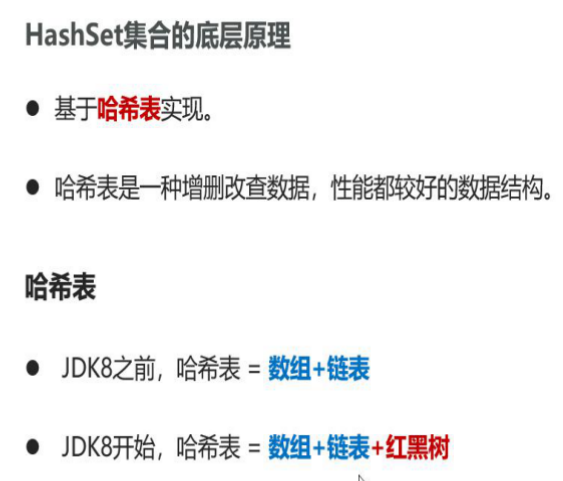 HashSet集合的底层原理
● 基于哈希表实现。
● 哈希表是一种增删改查数据，性能都较好的数据结构。
哈希表
● JDK8之前，哈希表 = 数组+链表
● JDK8开始，哈希表 = 数组+链表+红黑树